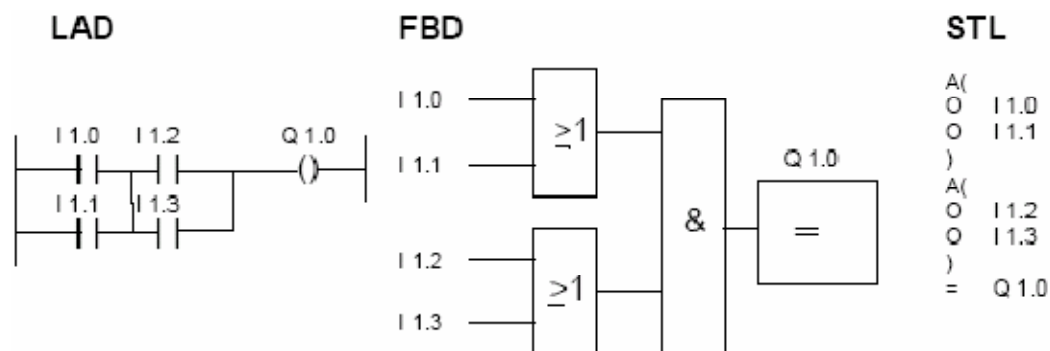 LAD
I 1.0 I 1.2 Q 1.0
( )
I 1.1 I 1.3
FBD
I 1.0
I 1.1
≥1
I 1.2
I 1.3
≥1
&
Q 1.0
=
STL
A(
O I 1.0
O I 1.1
)
A(
O I 1.2
O I 1.3
)
= Q 1.0